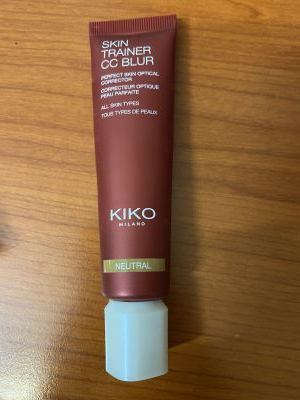 SKIN
TRAINER
CC BLUR
PERFECT SKIN OPTICAL
CORRECTOR
CORRECTEUR OPTIQUE
PEAU PARFAITE
ALL SKIN TYPES
TOUS TYPES DE PEAUX
KIKO
MILANO
NEUTRAL